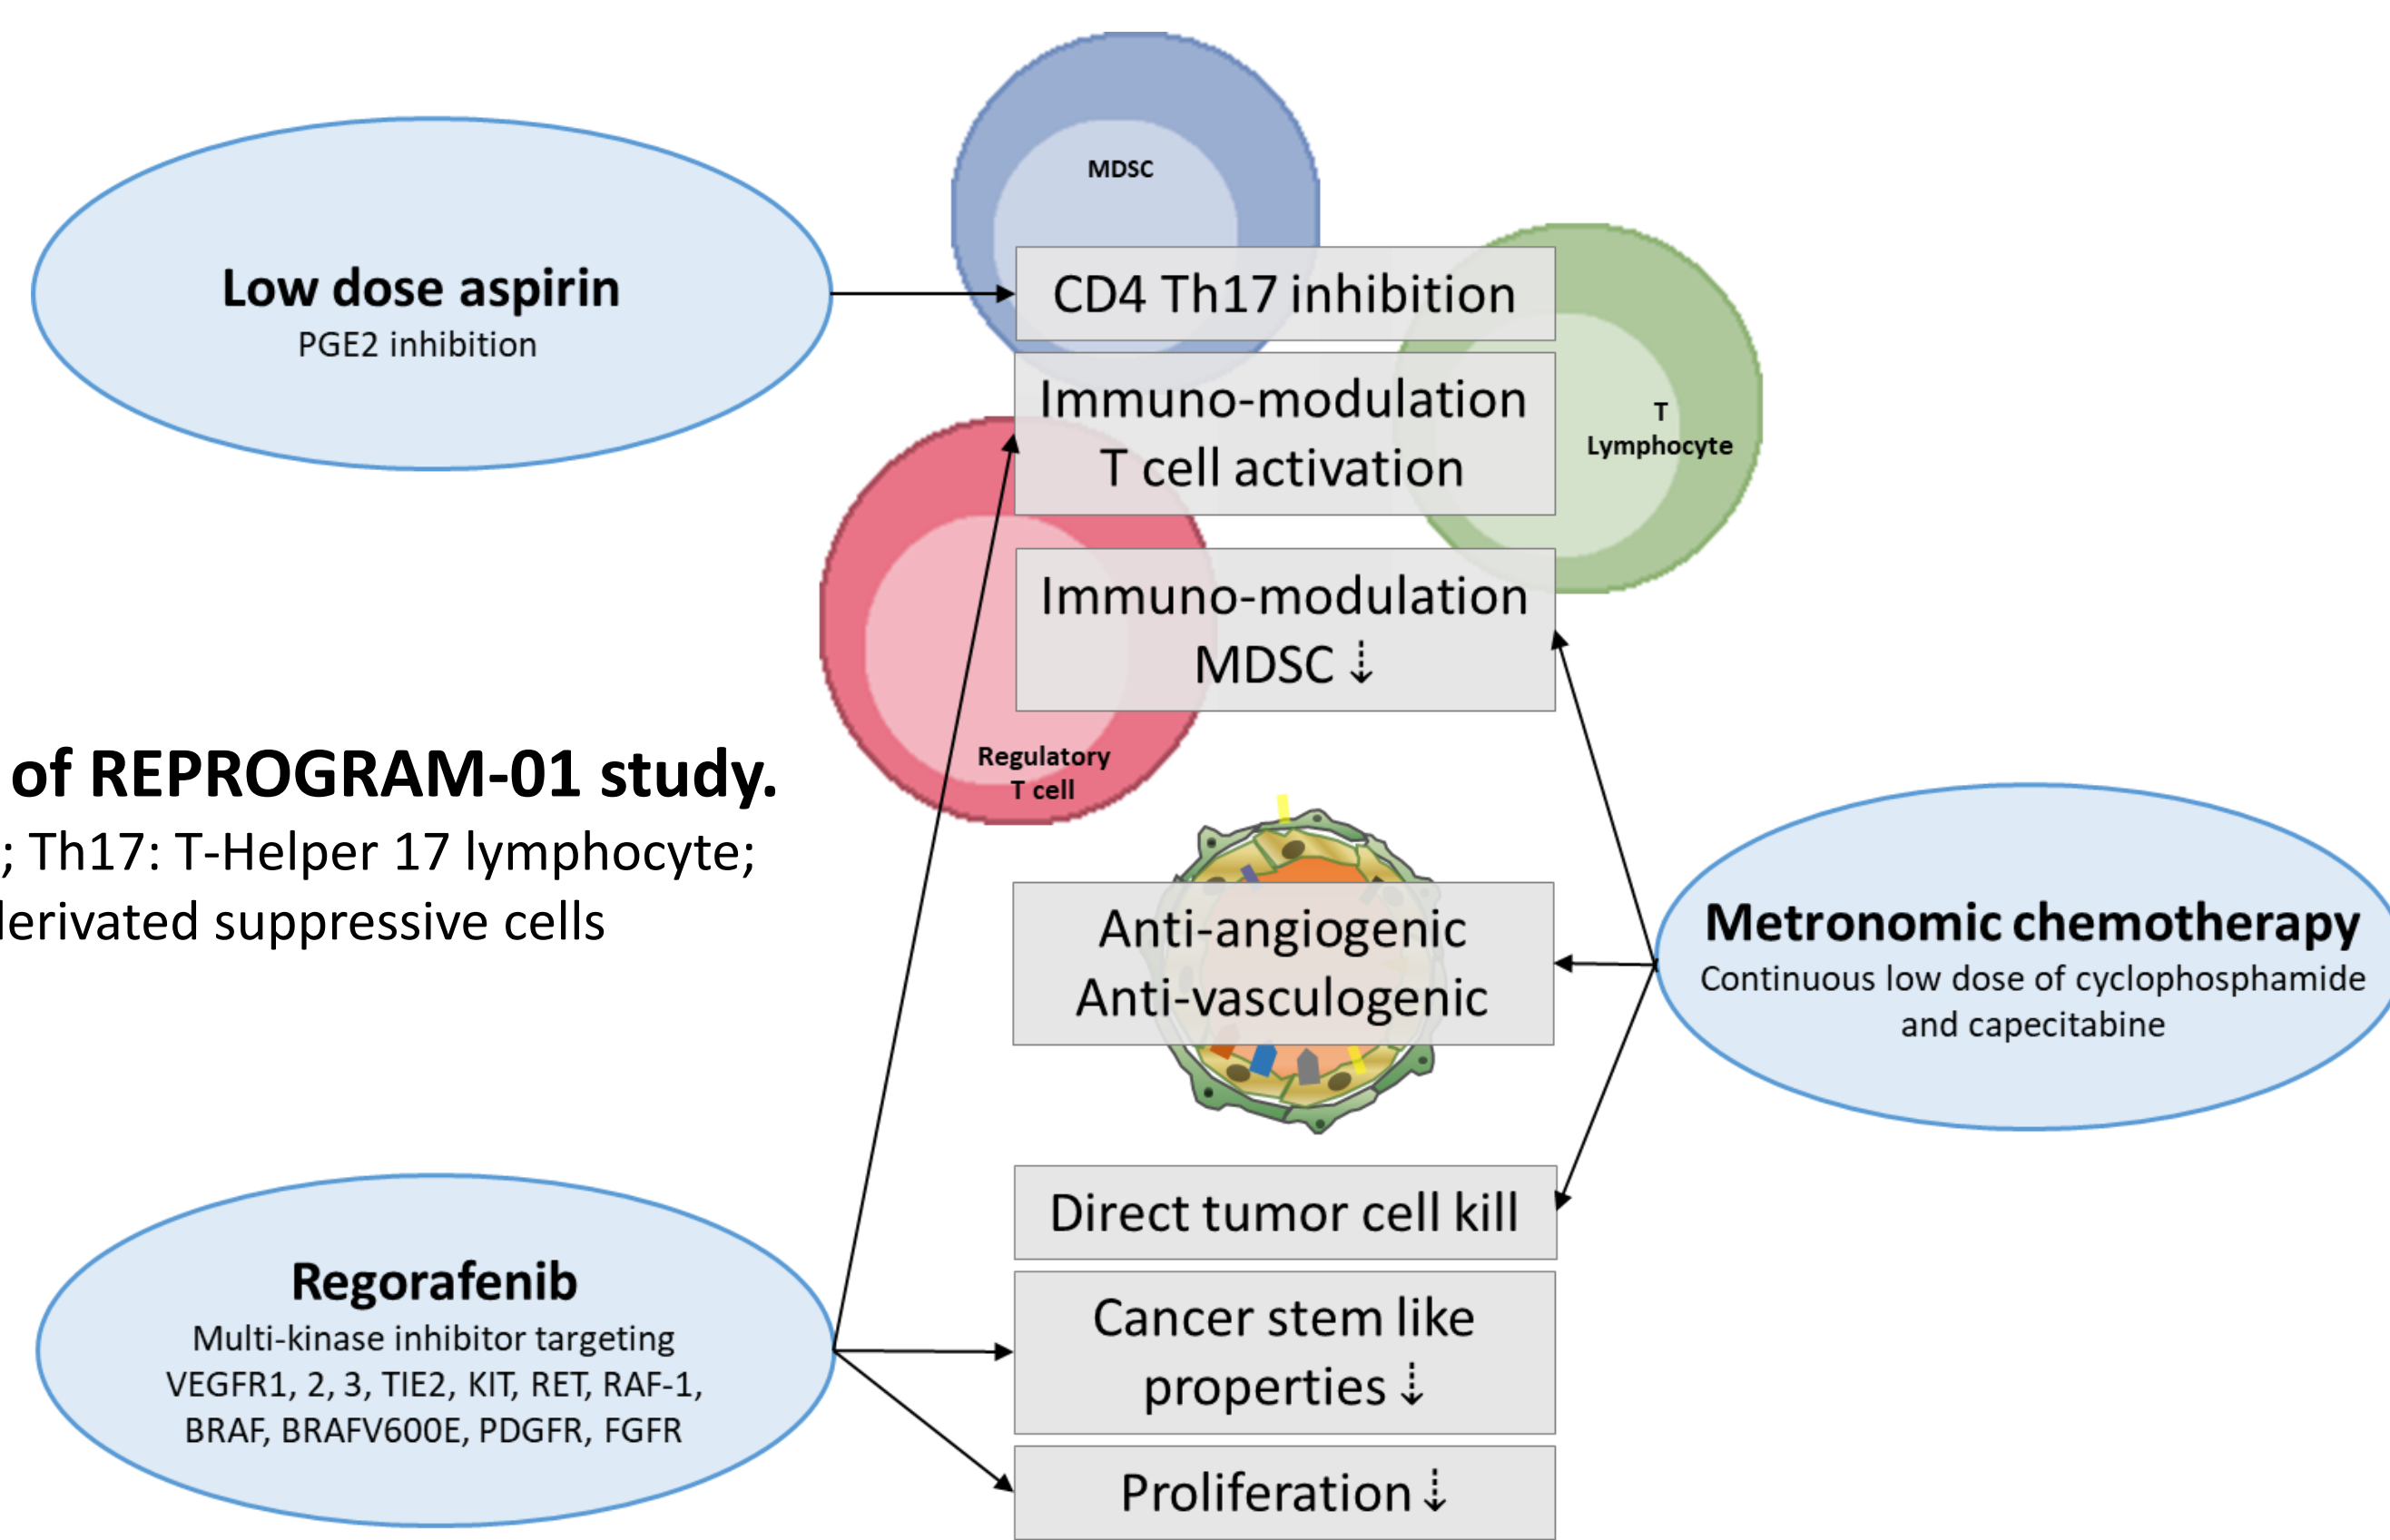 MDSC
Low dose aspirin
PGE2 inhibition
CD4 Th17 inhibition
Immuno-modulation
T cell activation
T
Lymphocyte
Immuno-modulation
MDSC ⇣
Regulatory
T cell
of REPROGRAM-01 study.
; Th17: T-Helper 17 lymphocyte;
derivated suppressive cells
Anti-angiogenic
Anti-vasculogenic
Metronomic chemotherapy
Continuous low dose of cyclophosphamide
and capecitabine
Direct tumor cell kill
Regorafenib
Multi-kinase inhibitor targeting
VEGFR1, 2, 3, TIE2, KIT, RET, RAF-1,
BRAF, BRAFV600E, PDGFR, FGFR
Cancer stem like
properties ⇣
Proliferation ⇣